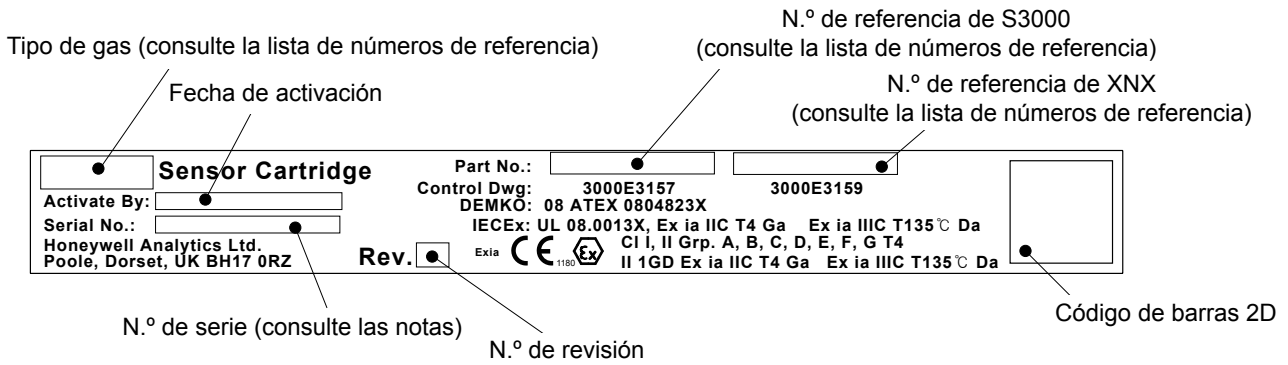 N.º de referencia de S3000
(consulte la lista de números de referencia)
Tipo de gas (consulte la lista de números de referencia)
N.º de referencia de XNX
(consulte la lista de números de referencia)
Fecha de activación
Sensor Cartridge
Part No.:
Control Dwg: 3000E3157 3000E3159
Activate By:
DEMKO: 08 ATEX 0804823X
Serial No.:
IECEx: UL 08.0013X, Ex ia IIC T4 Ga Ex ia IIIC T135℃ Da
Honeywell Analytics Ltd.
Poole, Dorset, UK BH17 0RZ
Rev.
Exia CE 1180 Ex
CI I, II Grp. A, B, C, D, E, F, G T4
II 1GD Ex ia IIC T4 Ga Ex ia IIIC T135℃ Da
Código de barras 2D
N.º de serie (consulte las notas)
N.º de revisión